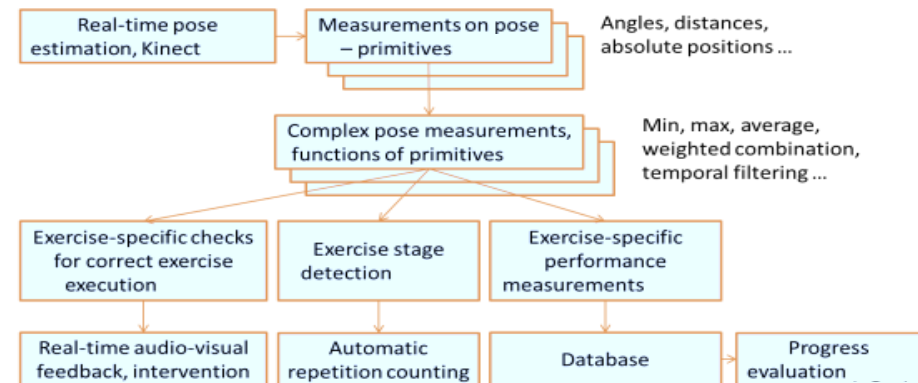 Real-time pose
estimation, Kinect
Measurements on pose
– primitives
Angles, distances,
absolute positions ...
Complex pose measurements,
functions of primitives
Min, max, average,
weighted combination,
temporal filtering ...
Exercise-specific checks
for correct exercise
execution
Exercise stage
detection
Exercise-specific
performance
measurements
Real-time audio-visual
feedback, intervention
Automatic
repetition counting
Database
Progress
evaluation